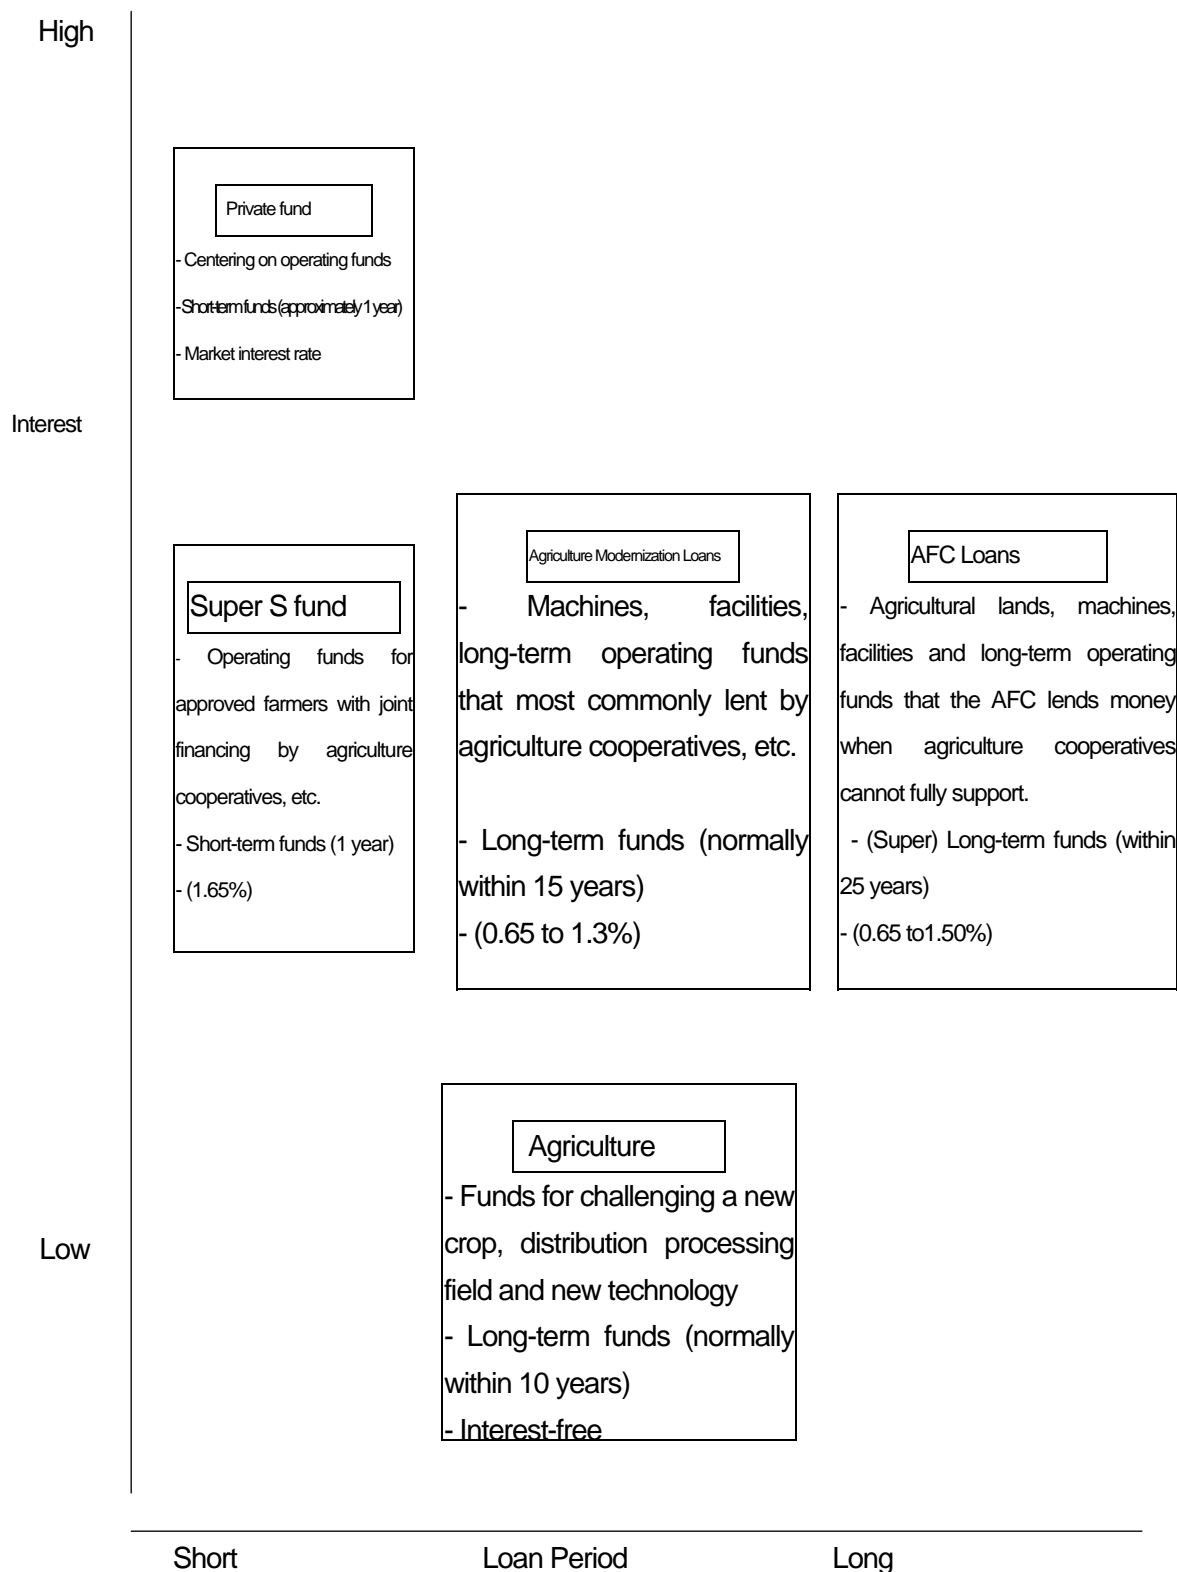 High
Private fund
- Centering on operating funds
-Short-term funds (approximately 1 year)
- Market interest rate
Interest
Super S fund
- Operating funds for
approved farmers with joint
financing by agriculture
cooperatives, etc.
- Short-term funds (1 year)
- (1.65%)
Agriculture Modernization Loans
- Machines, facilities,
long-term operating funds
that most commonly lent by
agriculture cooperatives, etc.
- Long-term funds (normally
within 15 years)
- (0.65 to 1.3%)
AFC Loans
- Agricultural lands, machines,
facilities and long-term operating
funds that the AFC lends money
when agriculture cooperatives
cannot fully support.
- (Super) Long-term funds (within
25 years)
- (0.65 to1.50%)
Agriculture
- Funds for challenging a new
crop, distribution processing
field and new technology
- Long-term funds (normally
within 10 years)
- Interest-free
Low
Short Loan Period Long